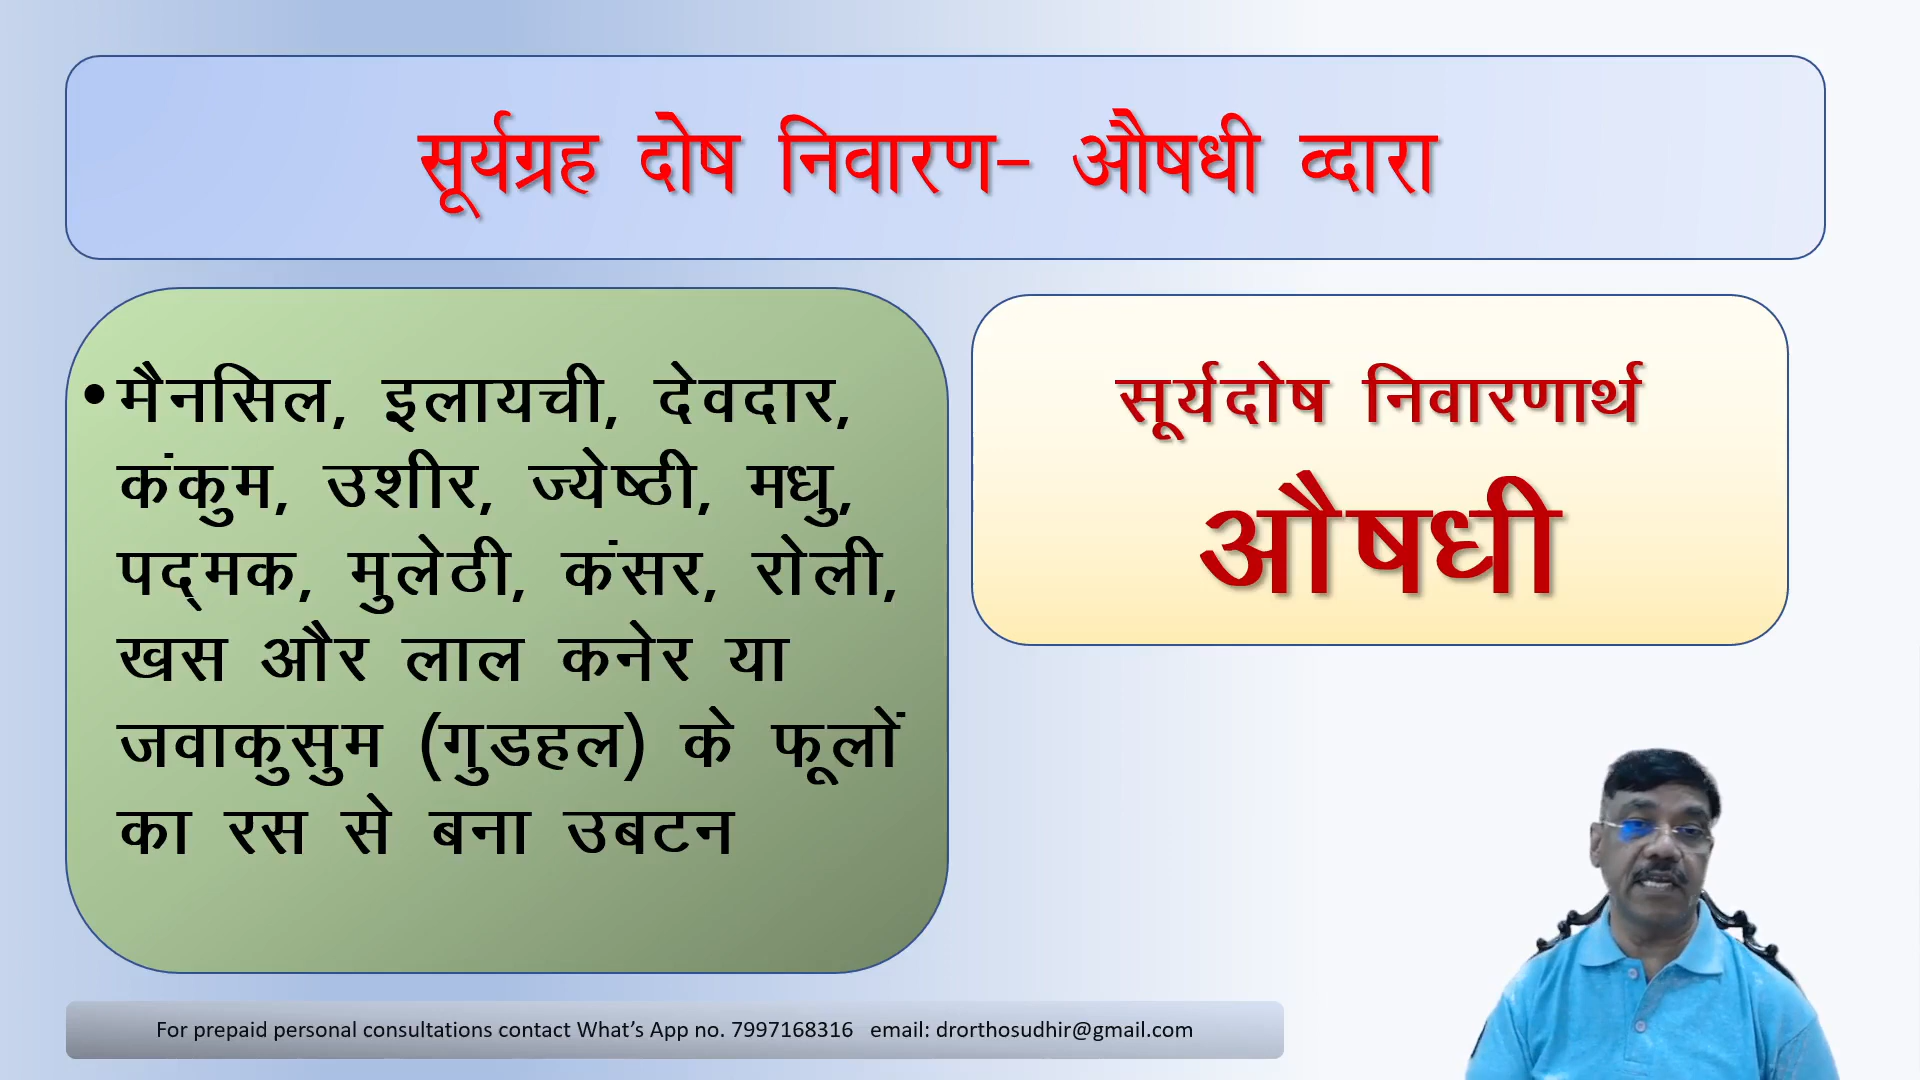 सूर्यग्रह दोष निवारण– औषधी व्दारा
• मैनसिल, इलायची, देवदार,
कंकुम, उशीर, ज्येष्ठी, मधु,
पद्‌मक, मुलेठी, कंसर, रोली,
खस और लाल कनेर या
जवाकुसुम (गुडहल) के फूलों
का रस से बना उबटन
सूर्यदोष निवारणार्थ
औषधी
For prepaid personal consultations contact What’s App no. 7997168316 email: drorthosudhir@gmail.com